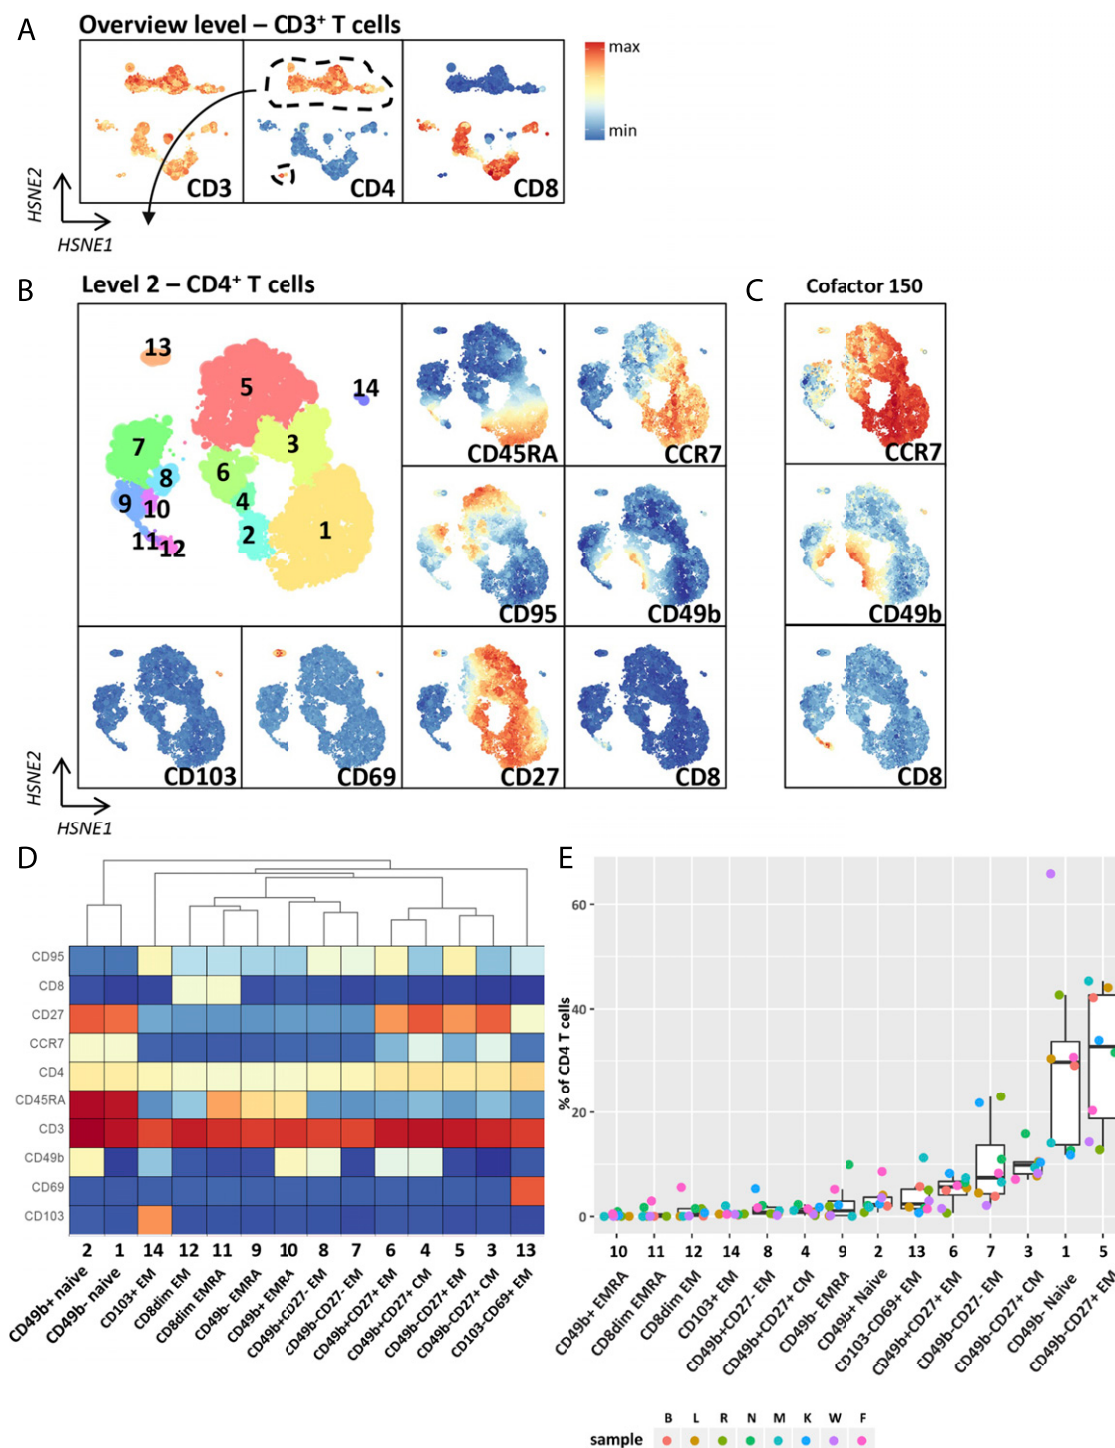 A
Overview level – CD3+ T cells
max
min
CD3
CD4
CD8
HSNE2
HSNE1
B
Level 2 – CD4+ T cells
C
Cofactor 150
13
5
14
3
7
6
8
9
10
4
11
12
2
1
CD45RA
CCR7
CCR7
CD95
CD49b
CD49b
CD103
CD69
CD27
CD8
CD8
HSNE2
HSNE1
D
CD95
CD8
CD27
CCR7
CD4
CD45RA
CD3
CD49b
CD69
CD103
2 1 14 12 11 9 10 8 7 6 4 5 3 13
CD49b+ naive
CD49b- naive
CD103+ EM
CD8dim EM
CD8dim EMRA
CD49b- EMRA
CD49b+ EMRA
CD49b+CD27- EM
CD49b-CD27- EM
CD49b+CD27+ EM
CD49b+CD27+ CM
CD49b-CD27+ EM
CD49b-CD27+ CM
CD103-CD69+ EM
E
% of CD4 T cells
60
40
20
0
10 11 12 14 8 4 9 2 13 6 7 3 1 5
CD49b+ EMRA
CD8dim EMRA
CD8dim EM
CD103+ EM
CD49b+CD27- EM
CD49b+CD27+ CM
CD49b- EMRA
CD49b+ Naive
CD103-CD69+ EM
CD49b+CD27+ EM
CD49b-CD27- EM
CD49b-CD27+ CM
CD49b- Naive
CD49b-CD27+ EM
B L R N M K W F
sample